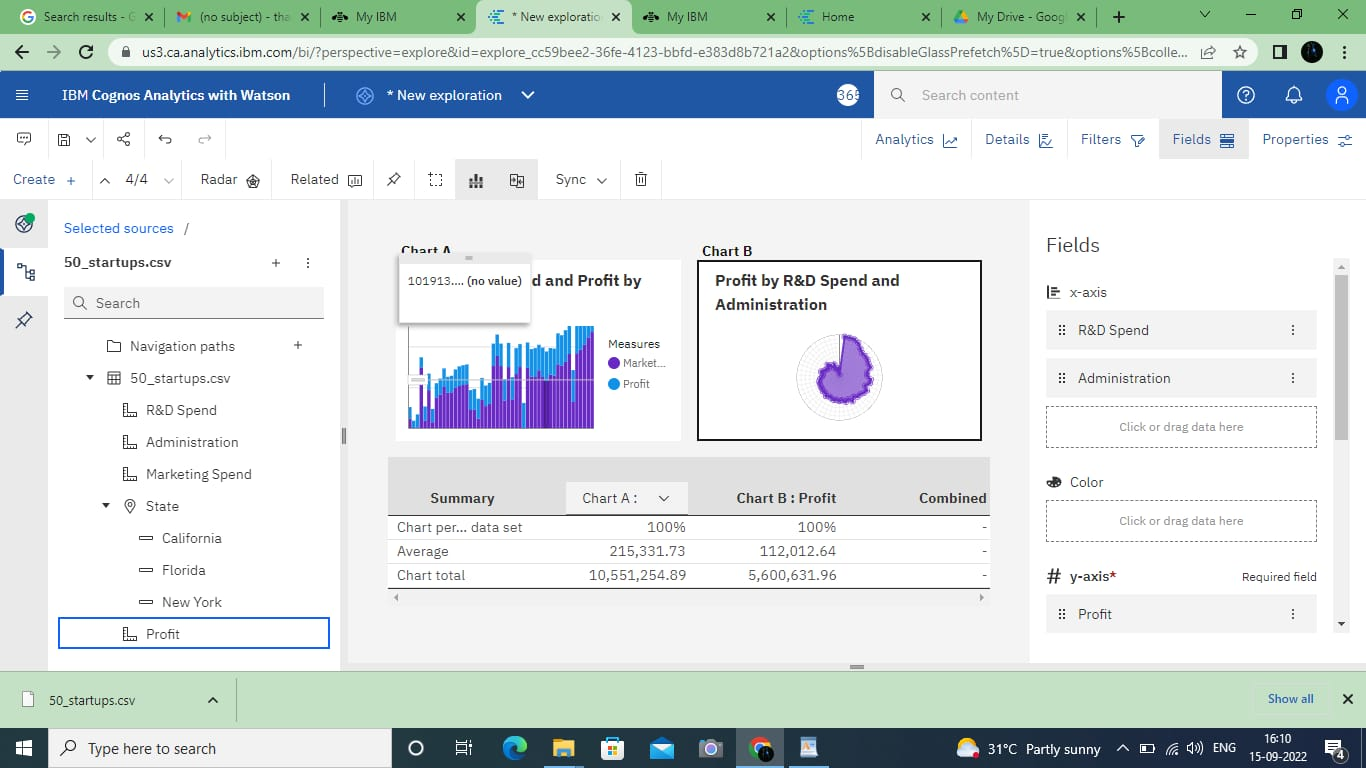 Search results - G
(no subject) - tha
My IBM
* New exploratio
My IBM
Home
My Drive - Goog
us3.ca.analytics.ibm.com/bi/?perspective=explore&id=explore_cc59bee2-36fe-4123-bbfd-e383d8b721a2&options%5BdisableGlassPrefetch%5D=true&options%5Bcolle...
IBM Cognos Analytics with Watson
* New exploration
365
Search content
Analytics
Details
Filters
Fields
Properties
Create +
4/4
Radar
Related
Sync
Selected sources /
50_startups.csv
Search
Navigation paths
50_startups.csv
R&D Spend
Administration
Marketing Spend
State
California
Florida
New York
Profit
Chart A
101913.... (no value)
d and Profit by
Measures
Market...
Profit
Chart B
Profit by R&D Spend and
Administration
Summary Chart A : Chart B : Profit Combined
Chart per... data set 100% 100% -
Average 215,331.73 112,012.64 -
Chart total 10,551,254.89 5,600,631.96 -
Fields
x-axis
R&D Spend
Administration
Click or drag data here
Color
Click or drag data here
# y-axis* Required field
Profit
50_startups.csv
Show all
Type here to search
31°C Partly sunny
ENG
16:10
15-09-2022
4